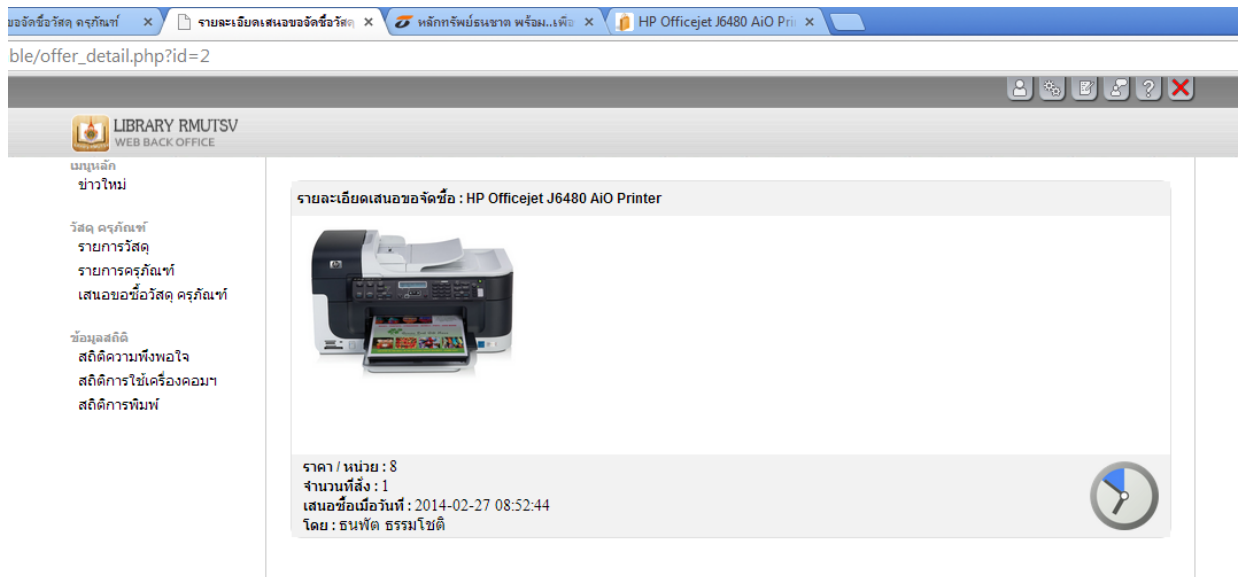 ขอจัดซื้อวัสดุ ครุภัณฑ์
รายละเอียดเสนอขอจัดซื้อวัสดุ
หลักทรัพย์ธนชาต พร้อม..เพื่อ
HP Officejet J6480 AiO Pri
ble/offer_detail.php?id=2
LIBRARY RMUTSV
WEB BACK OFFICE
เมนูหลัก
ข่าวใหม่
รายละเอียดเสนอขอจัดซื้อ : HP Officejet J6480 AiO Printer
วัสดุ ครุภัณฑ์
รายการวัสดุ
รายการครุภัณฑ์
เสนอขอซื้อวัสดุ ครุภัณฑ์
ข้อมูลสถิติ
สถิติความพึงพอใจ
สถิติการใช้เครื่องคอมฯ
สถิติการพิมพ์
ราคา / หน่วย : 8
จำนวนที่สั่ง : 1
เสนอซื้อเมื่อวันที่ : 2014-02-27 08:52:44
โดย : ธนพัต ธรรมโชติ